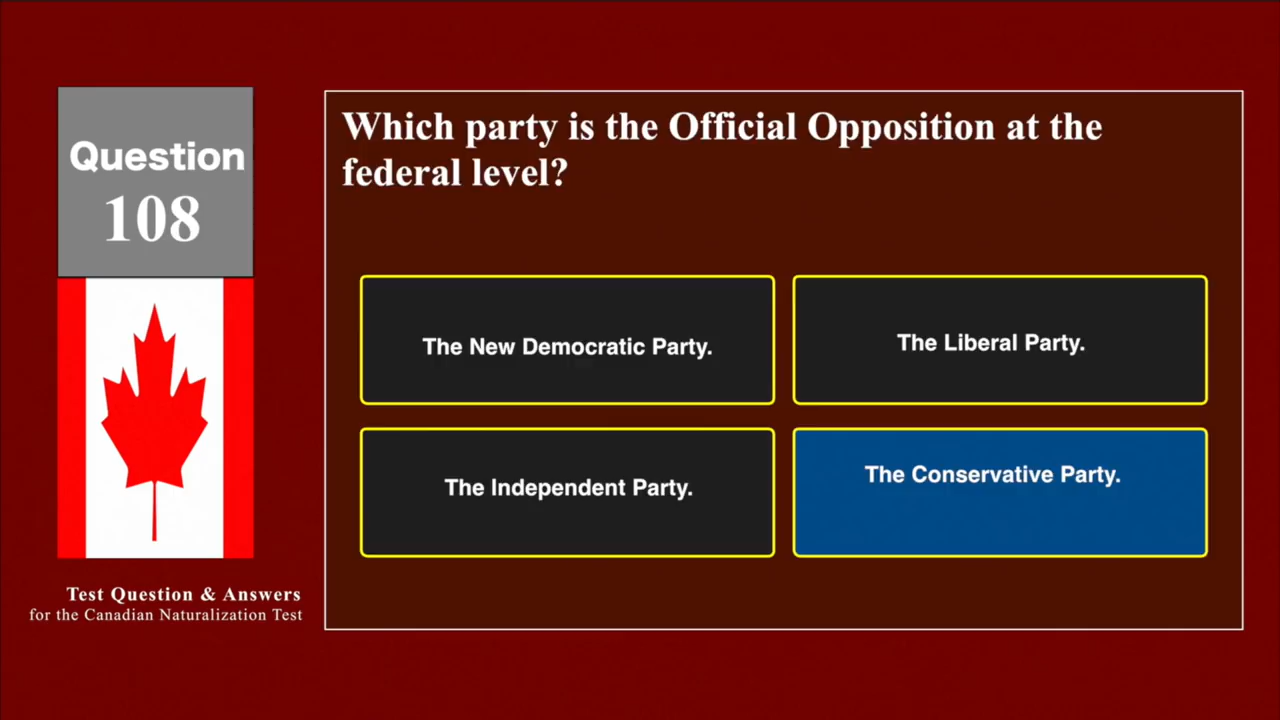 Question
108
Which party is the Official Opposition at the
federal level?
The New Democratic Party.
The Liberal Party.
The Independent Party.
The Conservative Party.
Test Question & Answers
for the Canadian Naturalization Test